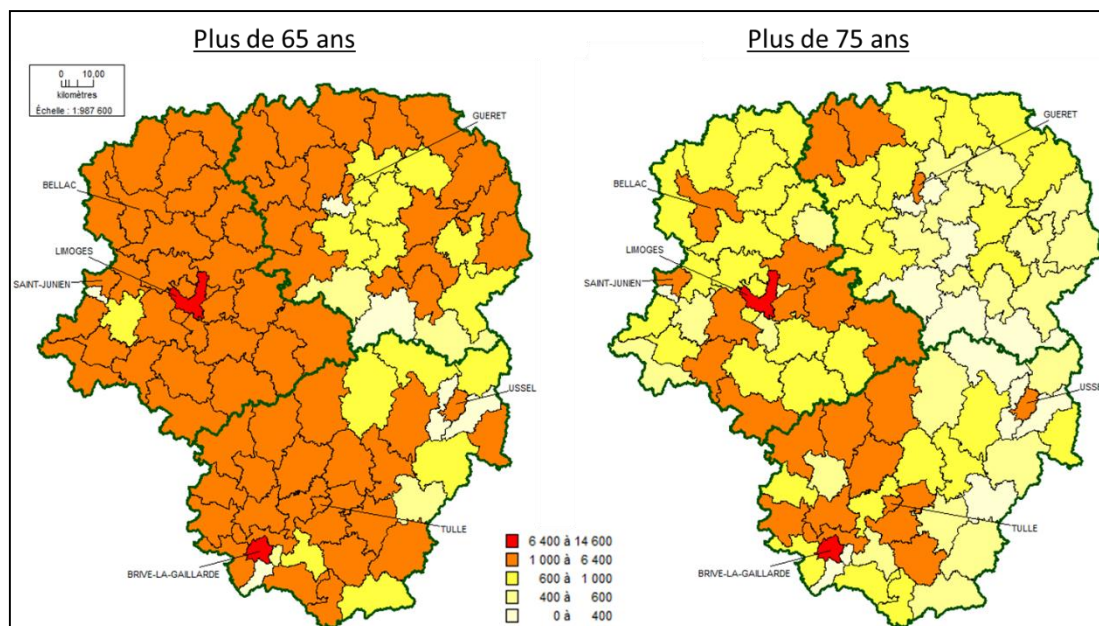 Plus de 65 ans
Plus de 75 ans
0 10,00
kilomètres
Échelle : 1:987 600
GUERET
BELLAC
LIMOGES
SAINT-JUNIEN
USSEL
TULLE
BRIVE-LA-GAILLARDE
GUERET
BELLAC
LIMOGES
SAINT-JUNIEN
USSE
TULLE
BRIVE-LA-GAILLARDE
6 400 à 14 600
1 000 à 6 400
600 à 1 000
400 à 600
0 à 400